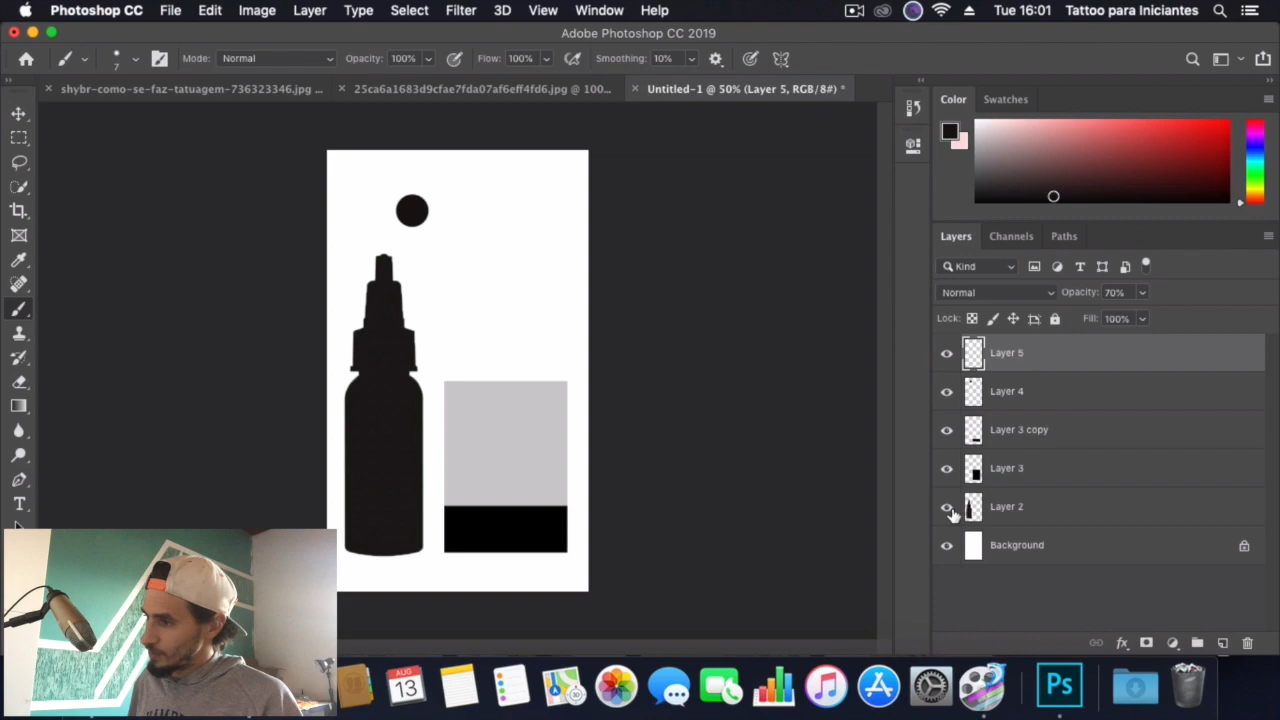 Photoshop CC File Edit Image Layer Type Select Filter 3D View Window Help Tue 16:01 Tattoo para Iniciantes
Adobe Photoshop CC 2019
7 Mode: Normal Opacity: 100% Flow: 100% Smoothing: 10%
shybr-como-se-faz-tatuagem-736323346.jpg ... 25ca6a1683d9cfae7fda07af6eff4fd6.jpg @ 100... Untitled-1 @ 50% (Layer 5, RGB/8#) *
Color Swatches
Layers Channels Paths
Kind
Normal Opacity: 70%
Lock: Fill: 100%
Layer 5
Layer 4
Layer 3 copy
Layer 3
Layer 2
Background
AUG
13
Ps